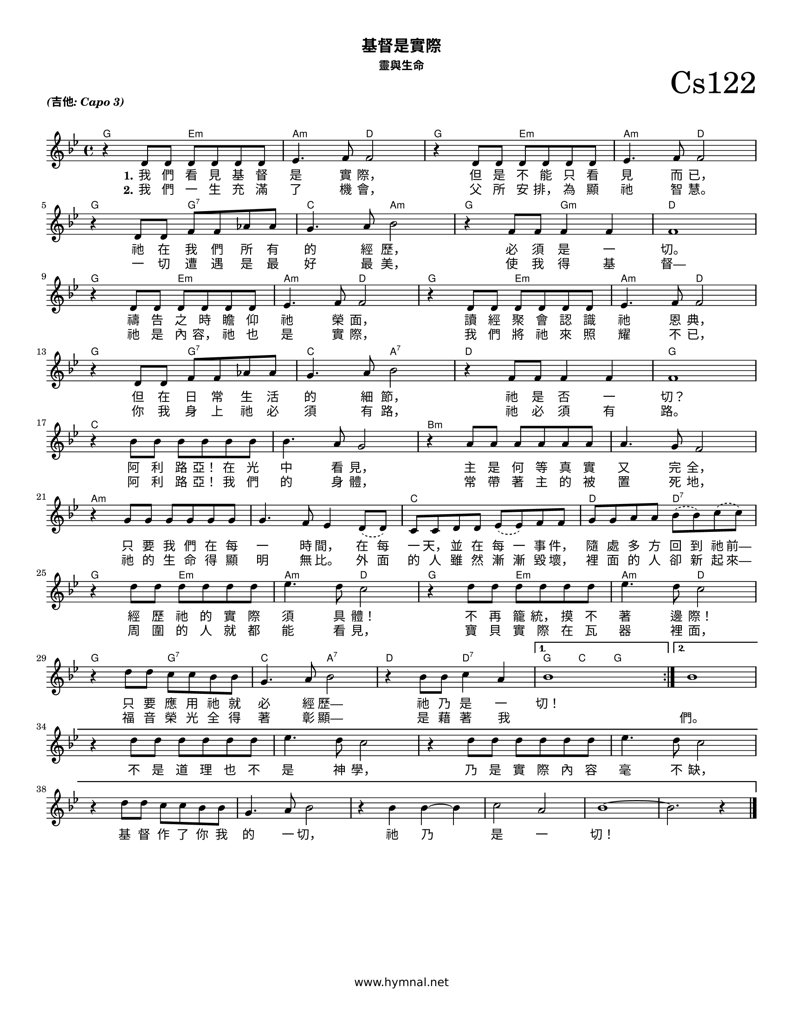 基督是實際
靈與生命
Cs122
(吉他: Capo 3)
G Em Am D G Em Am D
1. 我 們 看 見 基 督 是 實際， 但 是 不 能 只 看 見 而已，
2. 我 們 一 生 充 滿 了 機會， 父 所 安排，為 顯 祂 智慧。
5 G G7 C Am G Gm D
祂 在 我 們 所 有 的 經 歷， 必 須 是 一 切。
一 切 遭 遇 是 最 好 最 美， 使 我 得 基 督—
9 G Em Am D G Em Am D
禱 告 之 時 瞻 仰 祂 榮 面， 讀 經 聚 會 認 識 祂 恩 典，
祂 是 內 容，祂 也 是 實 際， 我 們 將 祂 來 照 耀 不 已，
13 G G7 C A7 D G
但 在 日 常 生 活 的 細 節， 祂 是 否 一 切？
你 我 身 上 祂 必 須 有 路， 祂 必 須 有 路。
17 C Bm
阿 利 路 亞！在 光 中 看 見， 主 是 何 等 真 實 又 完 全，
阿 利 路 亞！我 們 的 身 體， 常 帶 著 主 的 被 置 死 地，
21 Am C G D7
只 要 我 們 在 每 一 時間， 在 每 一天，並 在 每 一 事件， 隨 處 多 方 回 到 祂前—
祂 的 生 命 得 顯 明 無比。 外 面 的 人 雖 然 漸 漸 毀壞， 裡 面 的 人 卻 新 起來—
25 G Em Am D G Em Am D
經 歷 祂 的 實 際 須 具 體！ 不 再 籠 統，摸 不 著 邊 際！
周 圍 的 人 就 都 能 看 見， 寶 貝 實 際 在 瓦 器 裡 面，
1. 2.
29 G G7 C A7 D D7 G C G G
只 要 應 用 祂 就 必 經歷— 祂 乃 是 一 切！
福 音 榮 光 全 得 著 彰顯— 是 藉 著 我 們。
34 G Em Am D G Em Am D
不 是 道 理 也 不 是 神 學， 乃 是 實 際 內 容 毫 不 缺，
38 G G7 C A7 G D7 G
基 督 作 了 你 我 的 一切， 祂 乃 是 一 切！
www.hymnal.net